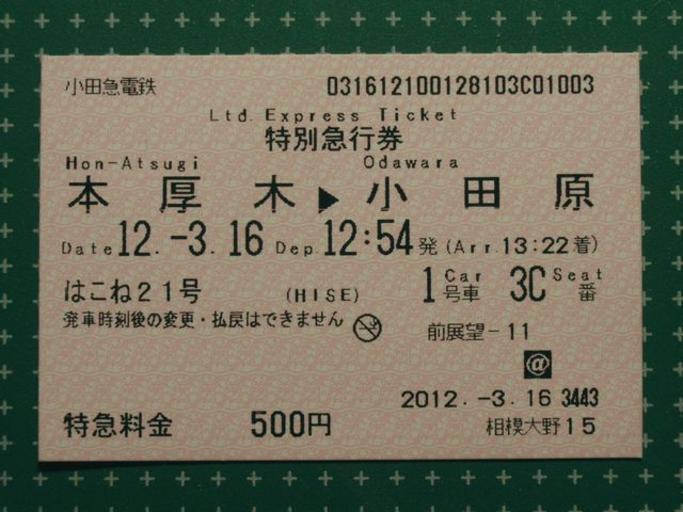 小田急電鉄 031612100128103C01003
Ltd. Express Ticket
特別急行券
Hon-Atsugi Odawara
本厚木▶小田原
Date 12.-3.16 Dep. 12:54発 (Arr. 13:22着)
はこね21号 (HISE) 1 Car 号車 3C Seat 番
発車時刻後の変更・払戻はできません
前展望-11
@
2012.-3.16 3443
特急料金 500円 相模大野15